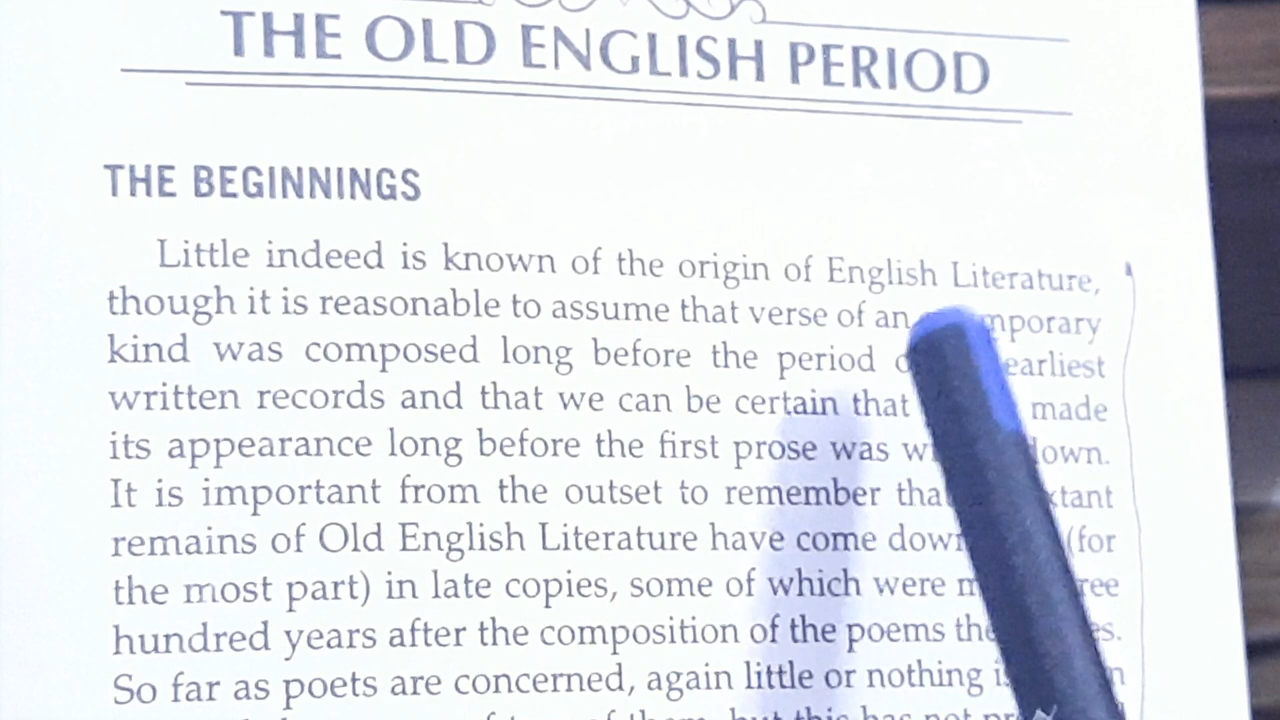 THE OLD ENGLISH PERIOD
THE BEGINNINGS
Little indeed is known of the origin of English Literature,
though it is reasonable to assume that verse of an
kind was composed long before the period earliest
written records and that we can be certain that made
its appearance long before the first prose was down.
It is important from the outset to remember
remains of Old English Literature have come (for
the most part) in late copies, some of which were
hundred years after the composition of the poems
So far as poets are concerned, again little or nothing